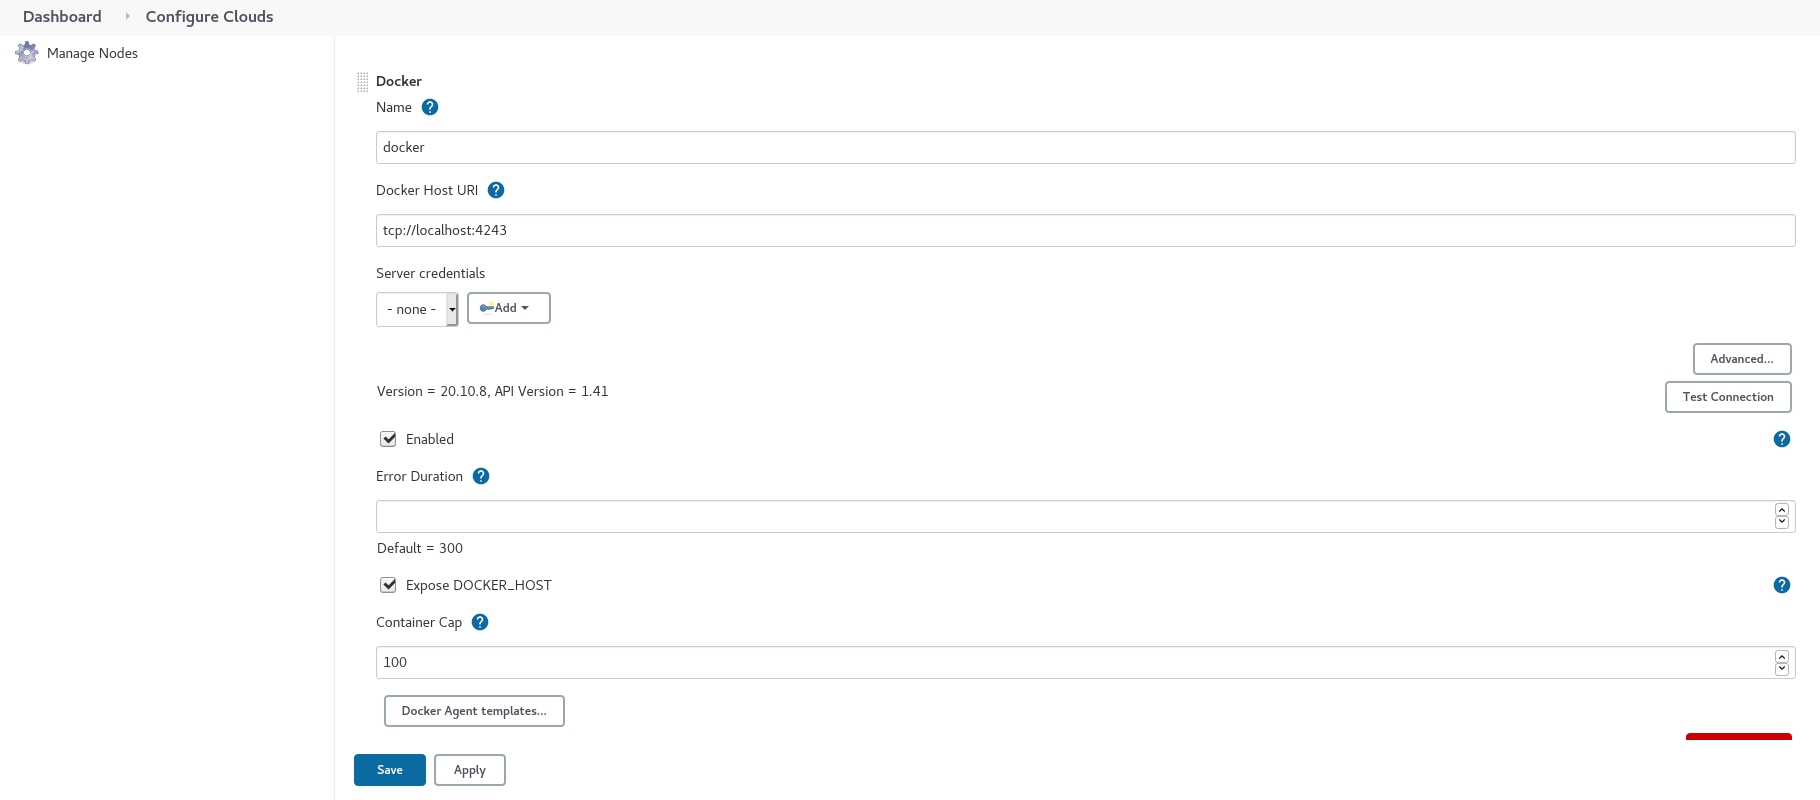 Dashboard Configure Clouds
Manage Nodes
Docker
Name ?
docker
Docker Host URI ?
tcp://localhost:4243
Server credentials
- none - Add
Advanced...
Version = 20.10.8, API Version = 1.41
Test Connection
Enabled ?
Error Duration ?
Default = 300
Expose DOCKER_HOST ?
Container Cap ?
100
Docker Agent templates...
Save Apply